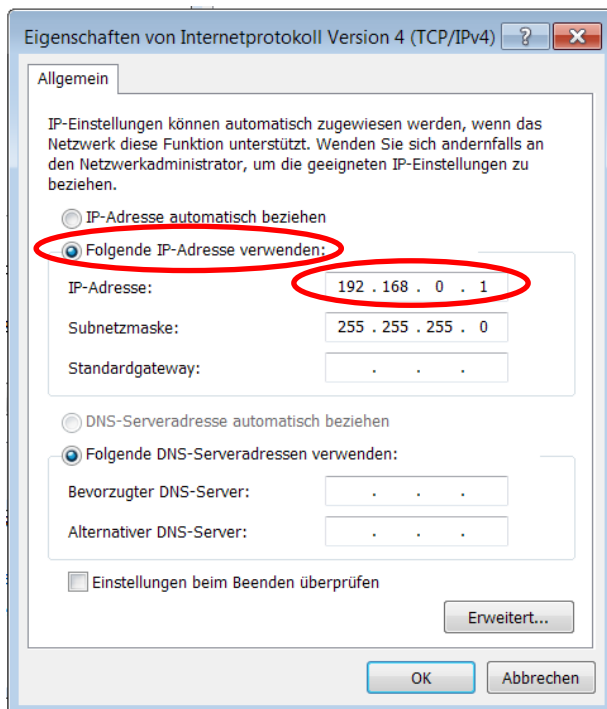 Eigenschaften von Internetprotokoll Version 4 (TCP/IPv4)
Allgemein
IP-Einstellungen können automatisch zugewiesen werden, wenn das
Netzwerk diese Funktion unterstützt. Wenden Sie sich andernfalls an
den Netzwerkadministrator, um die geeigneten IP-Einstellungen zu
beziehen.
IP-Adresse automatisch beziehen
Folgende IP-Adresse verwenden:
IP-Adresse: 192 . 168 . 0 . 1
Subnetzmaske: 255 . 255 . 255 . 0
Standardgateway: . . .
DNS-Serveradresse automatisch beziehen
Folgende DNS-Serveradressen verwenden:
Bevorzugter DNS-Server: . . .
Alternativer DNS-Server: . . .
Einstellungen beim Beenden überprüfen
Erweitert...
OK Abbrechen